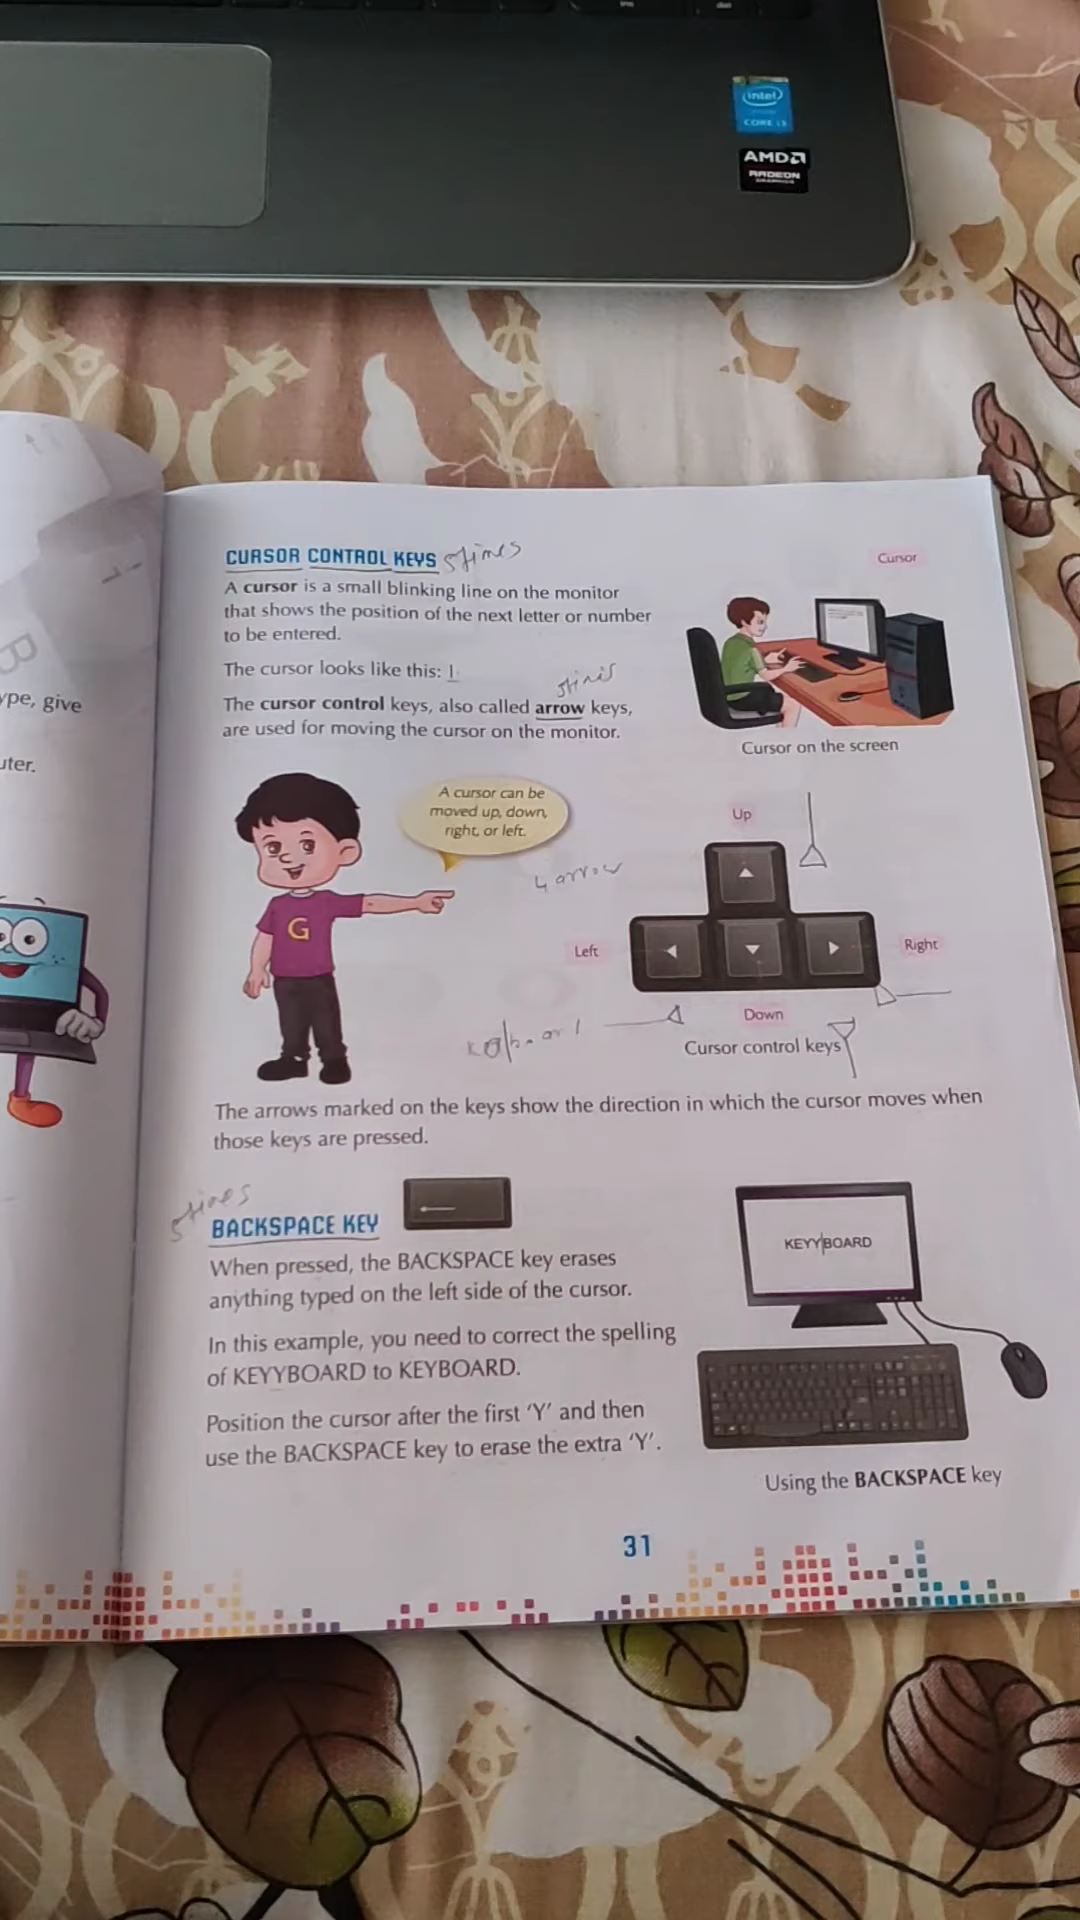 intel
CORE i3
AMD
RADEON
GRAPHICS
ype, give
uter.
CURSOR CONTROL KEYS 5times
A cursor is a small blinking line on the monitor
that shows the position of the next letter or number
to be entered.
The cursor looks like this: |
The cursor control keys, also called arrow keys,
are used for moving the cursor on the monitor.
Cursor
Cursor on the screen
A cursor can be
moved up, down,
right, or left.
G
4 arrow
Up
Left
Right
Down
Cursor control keys
The arrows marked on the keys show the direction in which the cursor moves when
those keys are pressed.
BACKSPACE KEY
When pressed, the BACKSPACE key erases
anything typed on the left side of the cursor.
In this example, you need to correct the spelling
of KEYYBOARD to KEYBOARD.
Position the cursor after the first 'Y' and then
use the BACKSPACE key to erase the extra 'Y'.
KEYY|BOARD
Using the BACKSPACE key
31